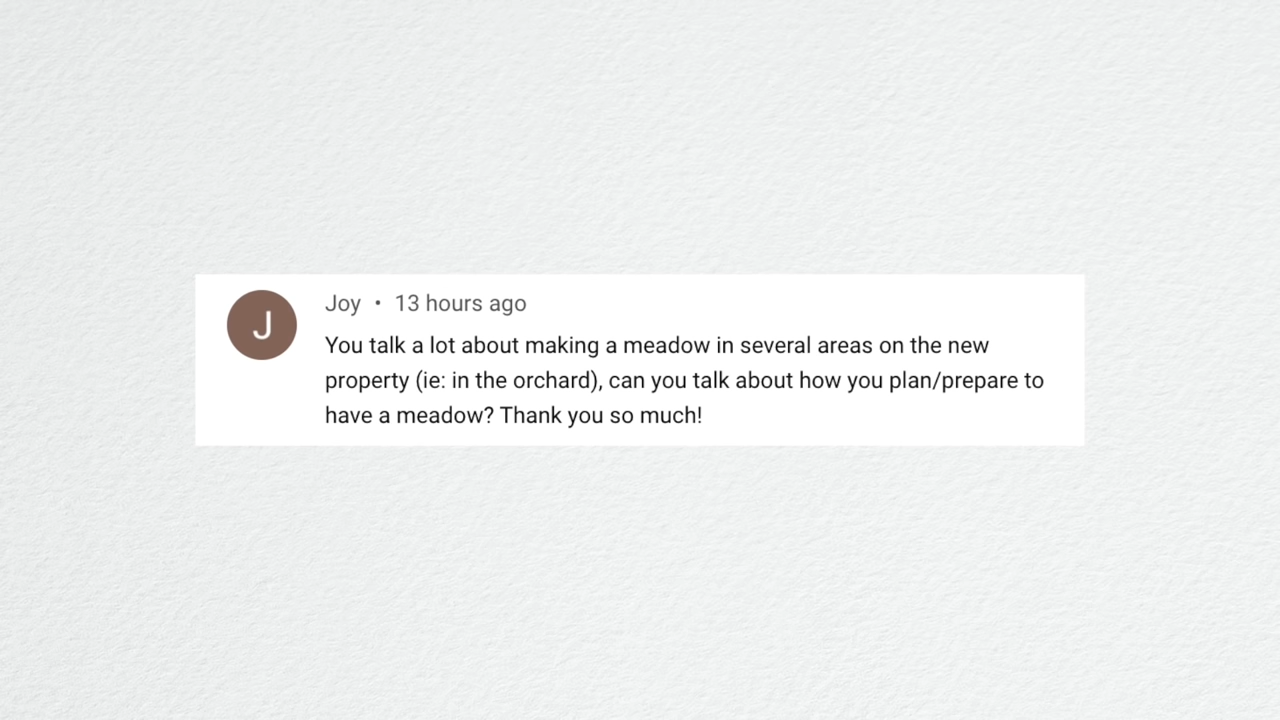 J
Joy • 13 hours ago
You talk a lot about making a meadow in several areas on the new
property (ie: in the orchard), can you talk about how you plan/prepare to
have a meadow? Thank you so much!